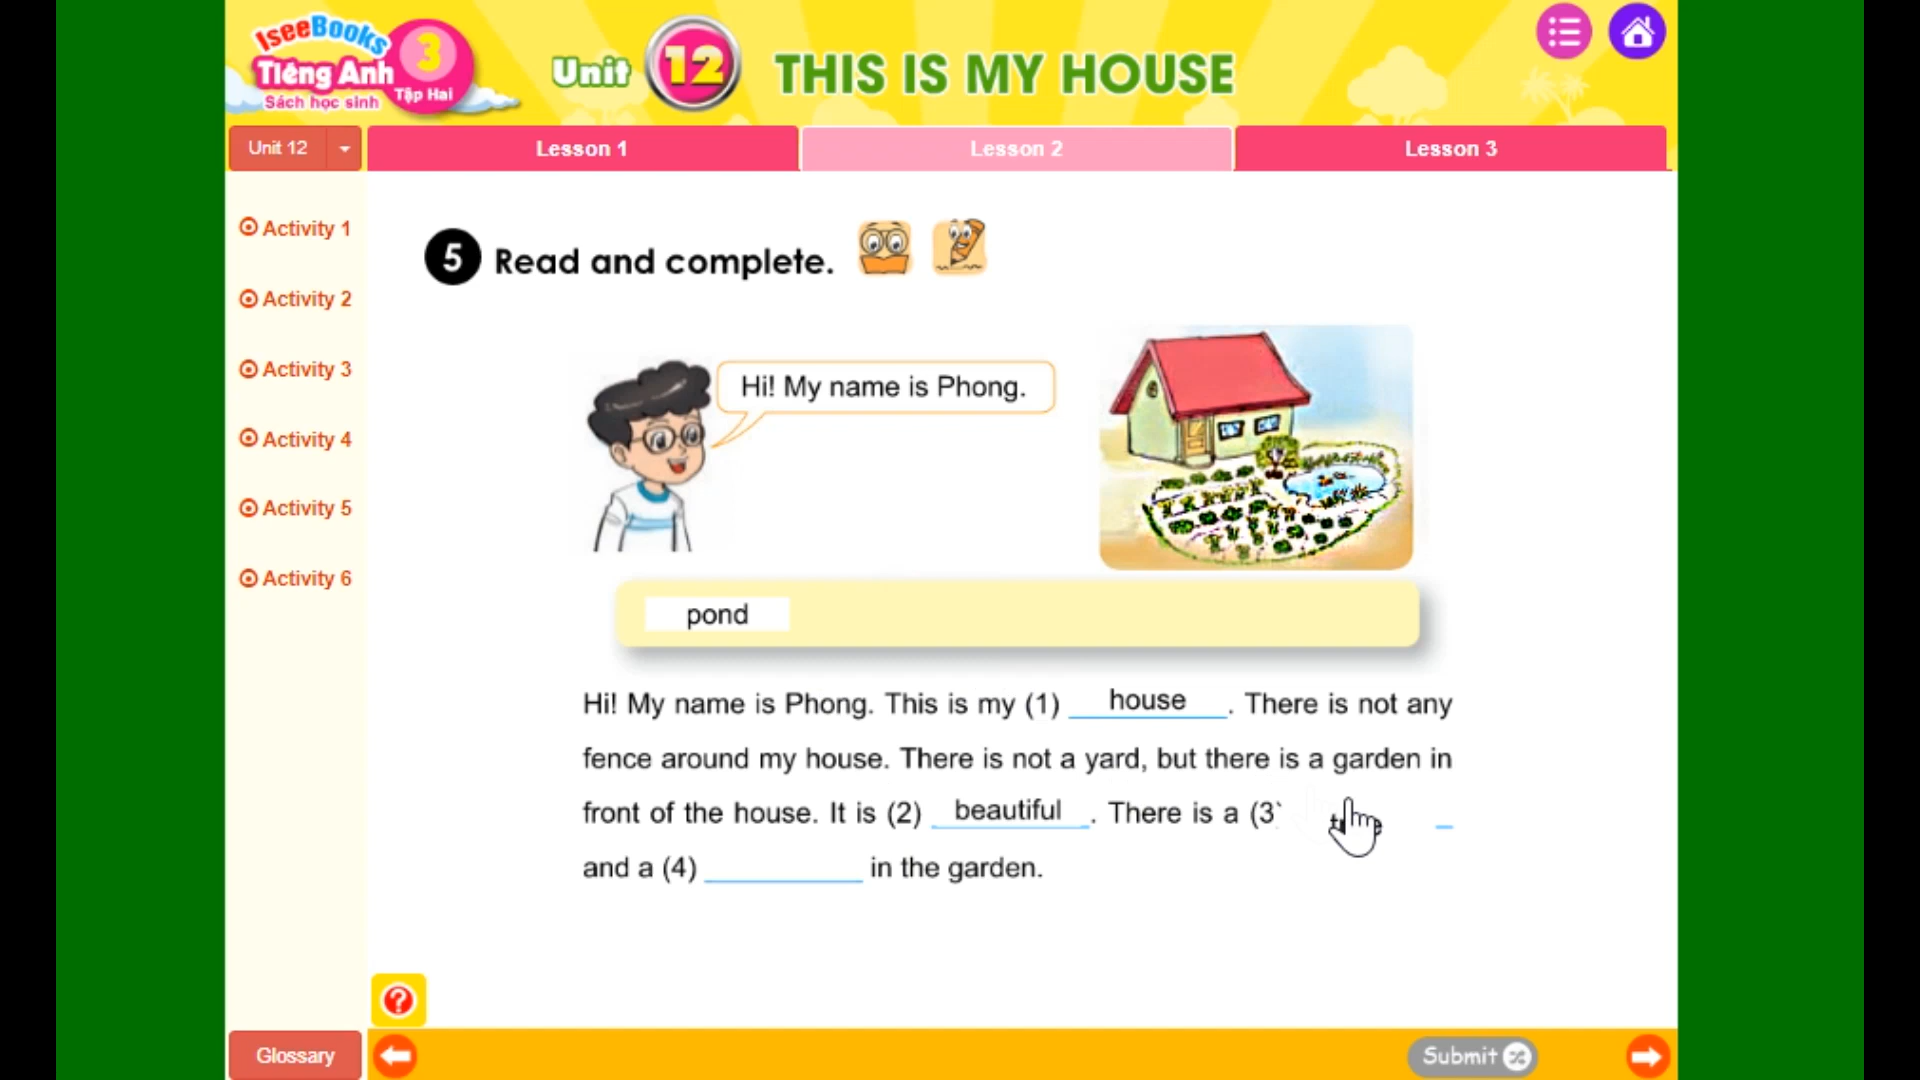 IseeBooks
Tiếng Anh 3
Sách học sinh Tập Hai
Unit 12 THIS IS MY HOUSE
Unit 12
Lesson 1
Lesson 2
Lesson 3
Activity 1
Activity 2
Activity 3
Activity 4
Activity 5
Activity 6
5 Read and complete.
Hi! My name is Phong.
pond
Hi! My name is Phong. This is my (1) house . There is not any
fence around my house. There is not a yard, but there is a garden in
front of the house. It is (2) beautiful . There is a (3)
and a (4) in the garden.
?
Glossary
Submit